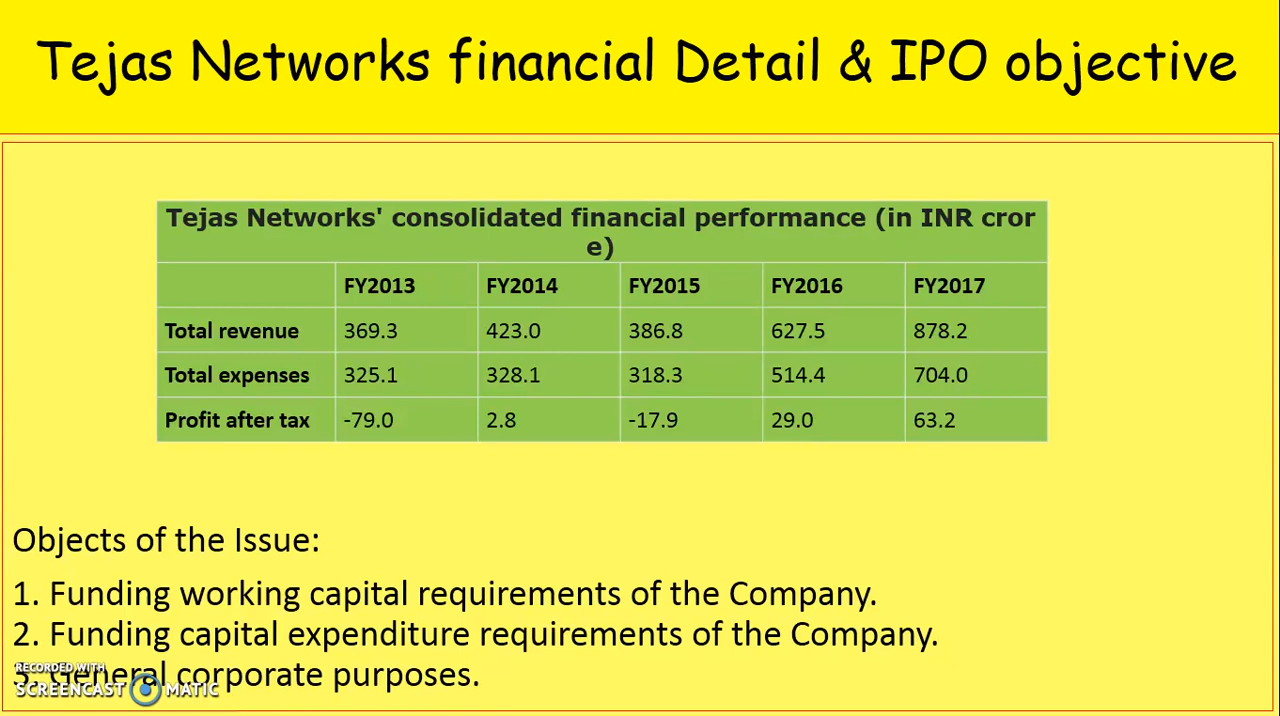 Tejas Networks financial Detail & IPO objective
Tejas Networks' consolidated financial performance (in INR cror
e)
FY2013 FY2014 FY2015 FY2016 FY2017
Total revenue 369.3 423.0 386.8 627.5 878.2
Total expenses 325.1 328.1 318.3 514.4 704.0
Profit after tax -79.0 2.8 -17.9 29.0 63.2
Objects of the Issue:
1. Funding working capital requirements of the Company.
2. Funding capital expenditure requirements of the Company.
3. General corporate purposes.
RECORDED WITH
SCREENCAST MATIC